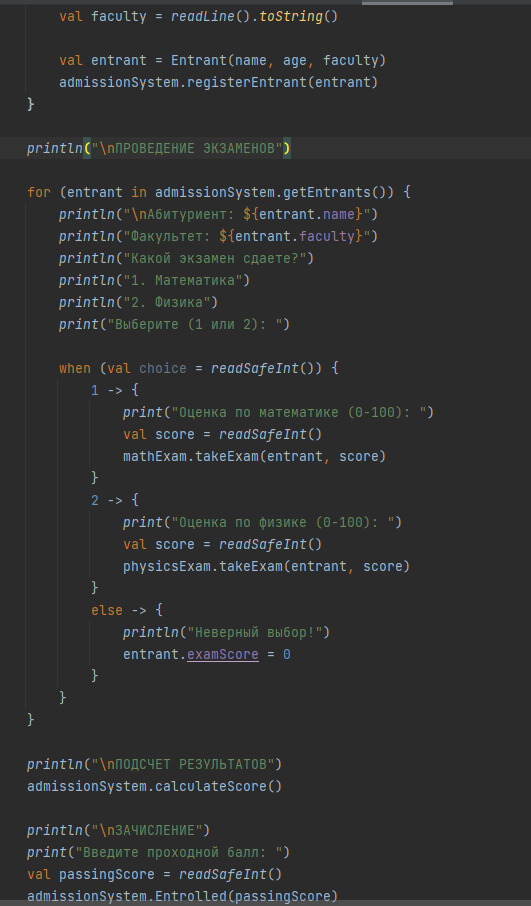 val faculty = readLine().toString()
val entrant = Entrant(name, age, faculty)
admissionSystem.registerEntrant(entrant)
}
println("\nПРОВЕДЕНИЕ ЭКЗАМЕНОВ")
for (entrant in admissionSystem.getEntrants()) {
println("\nАбитуриент: ${entrant.name}")
println("Факультет: ${entrant.faculty}")
println("Какой экзамен сдаете?")
println("1. Математика")
println("2. Физика")
print("Выберите (1 или 2): ")
when (val choice = readSafeInt()) {
1 -> {
print("Оценка по математике (0-100): ")
val score = readSafeInt()
mathExam.takeExam(entrant, score)
}
2 -> {
print("Оценка по физике (0-100): ")
val score = readSafeInt()
physicsExam.takeExam(entrant, score)
}
else -> {
println("Неверный выбор!")
entrant.examScore = 0
}
}
}
println("\nПОДСЧЕТ РЕЗУЛЬТАТОВ")
admissionSystem.calculateScore()
println("\nЗАЧИСЛЕНИЕ")
print("Введите проходной балл: ")
val passingScore = readSafeInt()
admissionSystem.Entrolled(passingScore)